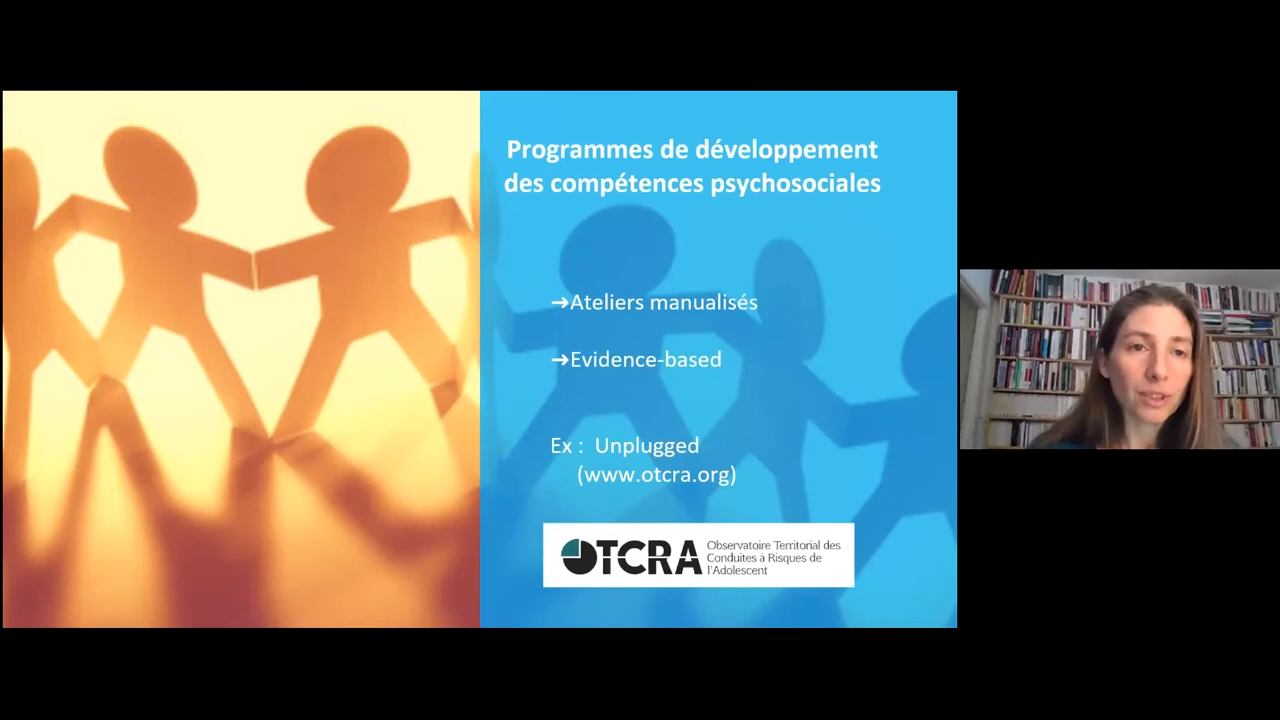 Programmes de développement
des compétences psychosociales
➔Ateliers manualisés
➔Evidence-based
Ex : Unplugged
(www.otcra.org)
OTCRA
Observatoire Territorial des
Conduites à Risques de
l'Adolescent